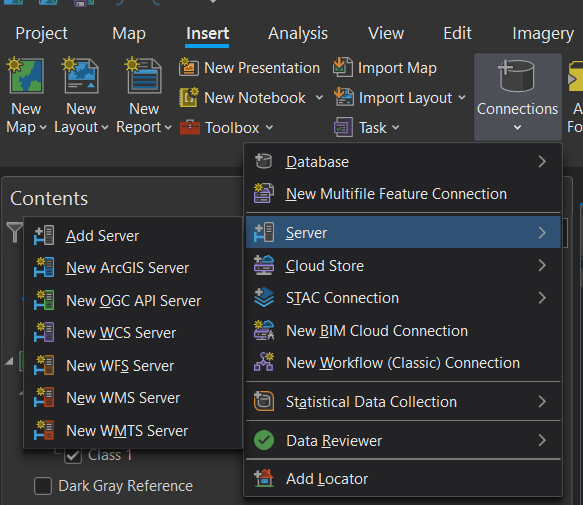 Project Map Insert Analysis View Edit Imagery
New Presentation Import Map
New Notebook Import Layout
New Map New Layout New Report Toolbox Task Connections
Contents
Database
New Multifile Feature Connection
Server
Cloud Store
STAC Connection
New BIM Cloud Connection
New Workflow (Classic) Connection
Statistical Data Collection
Data Reviewer
Add Locator
Add Server
New ArcGIS Server
New OGC API Server
New WCS Server
New WFS Server
New WMS Server
New WMTS Server
Class 1
Dark Gray Reference